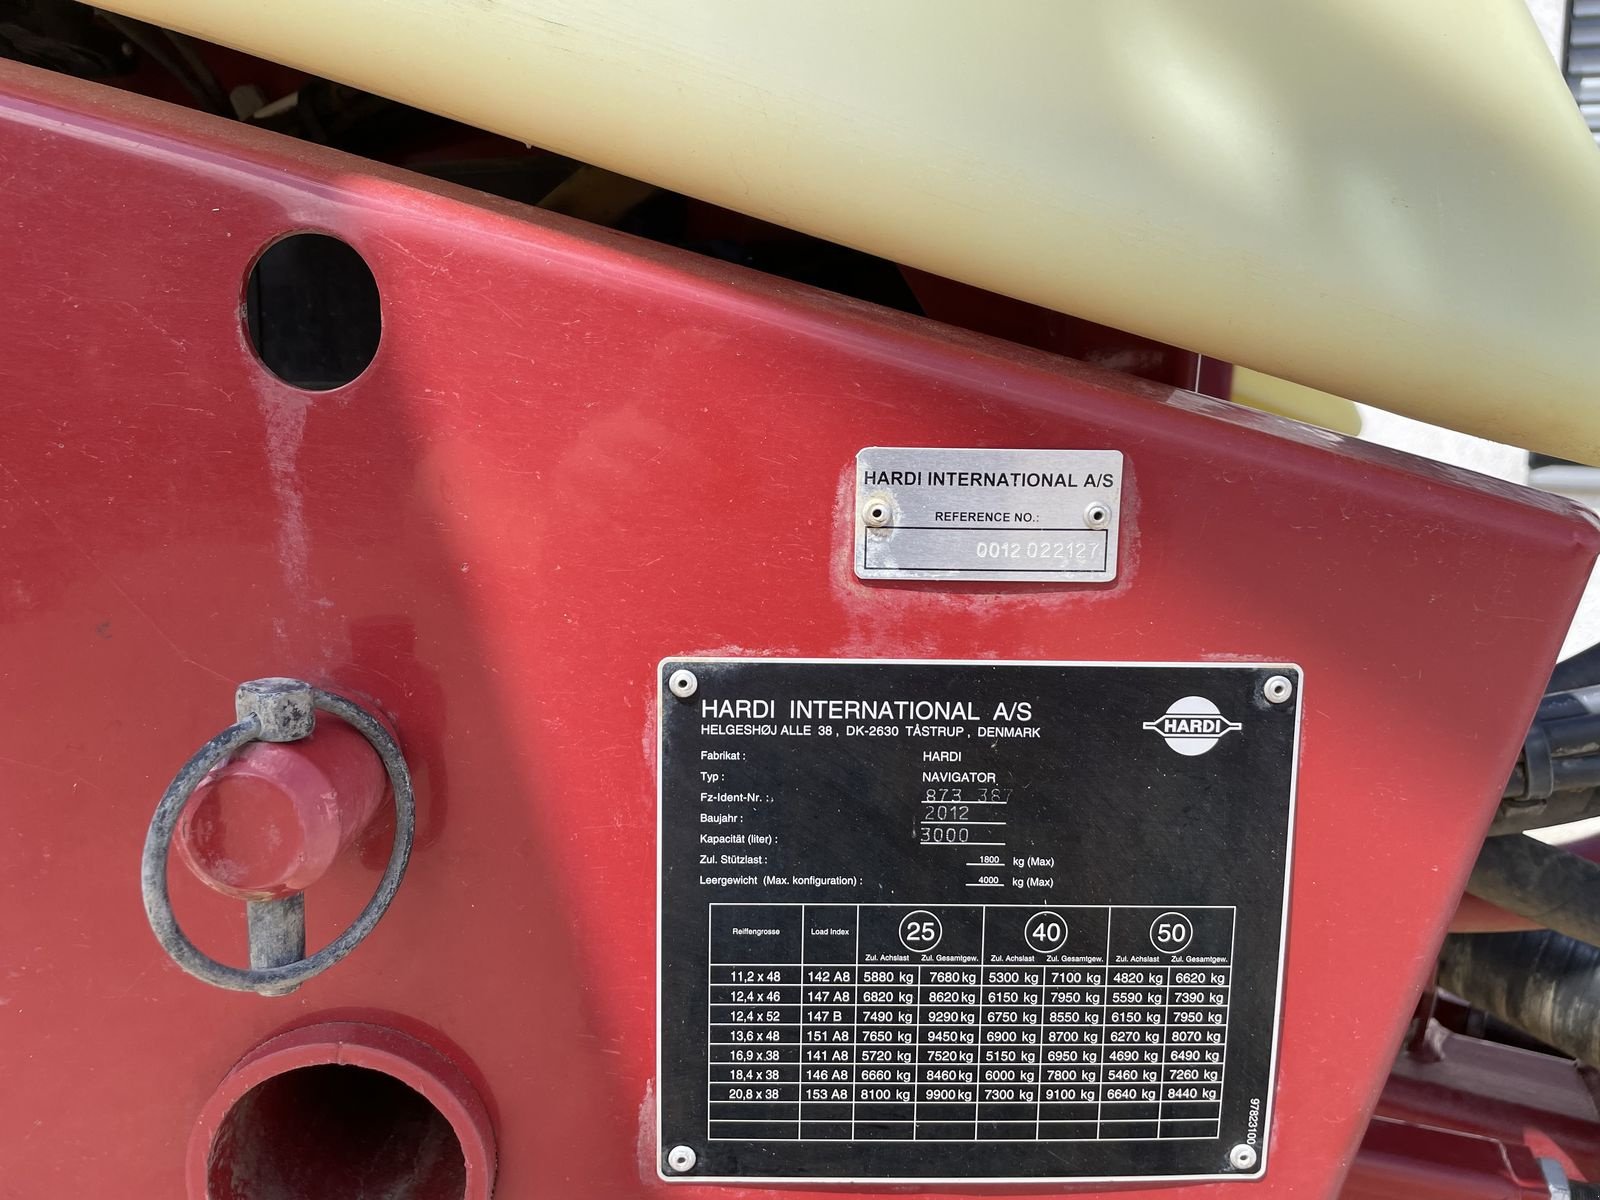 HARDI INTERNATIONAL A/S
REFERENCE NO.:
0012 022127
HARDI INTERNATIONAL A/S
HELGESHØJ ALLE 38, DK-2630 TÅSTRUP, DENMARK
HARDI
Fabrikat : HARDI
Typ : NAVIGATOR
Fz-Ident-Nr. : 873 387
Baujahr : 2012
Kapacität (liter) : 3000
Zul. Stützlast : 1800 kg (Max)
Leergewicht (Max. konfiguration) : 4000 kg (Max)
Reiffengrosse Load Index 25 40 50
Zul. Achslast Zul. Gesamtgew. Zul. Achslast Zul. Gesamtgew. Zul. Achslast Zul. Gesamtgew.
11,2 x 48 142 A8 5880 kg 7680 kg 5300 kg 7100 kg 4820 kg 6620 kg
12,4 x 46 147 A8 6820 kg 8620 kg 6150 kg 7950 kg 5590 kg 7390 kg
12,4 x 52 147 B 7490 kg 9290 kg 6750 kg 8550 kg 6150 kg 7950 kg
13,6 x 48 151 A8 7650 kg 9450 kg 6900 kg 8700 kg 6270 kg 8070 kg
16,9 x 38 141 A8 5720 kg 7520 kg 5150 kg 6950 kg 4690 kg 6490 kg
18,4 x 38 146 A8 6660 kg 8460 kg 6000 kg 7800 kg 5460 kg 7260 kg
20,8 x 38 153 A8 8100 kg 9900 kg 7300 kg 9100 kg 6640 kg 8440 kg
97823100